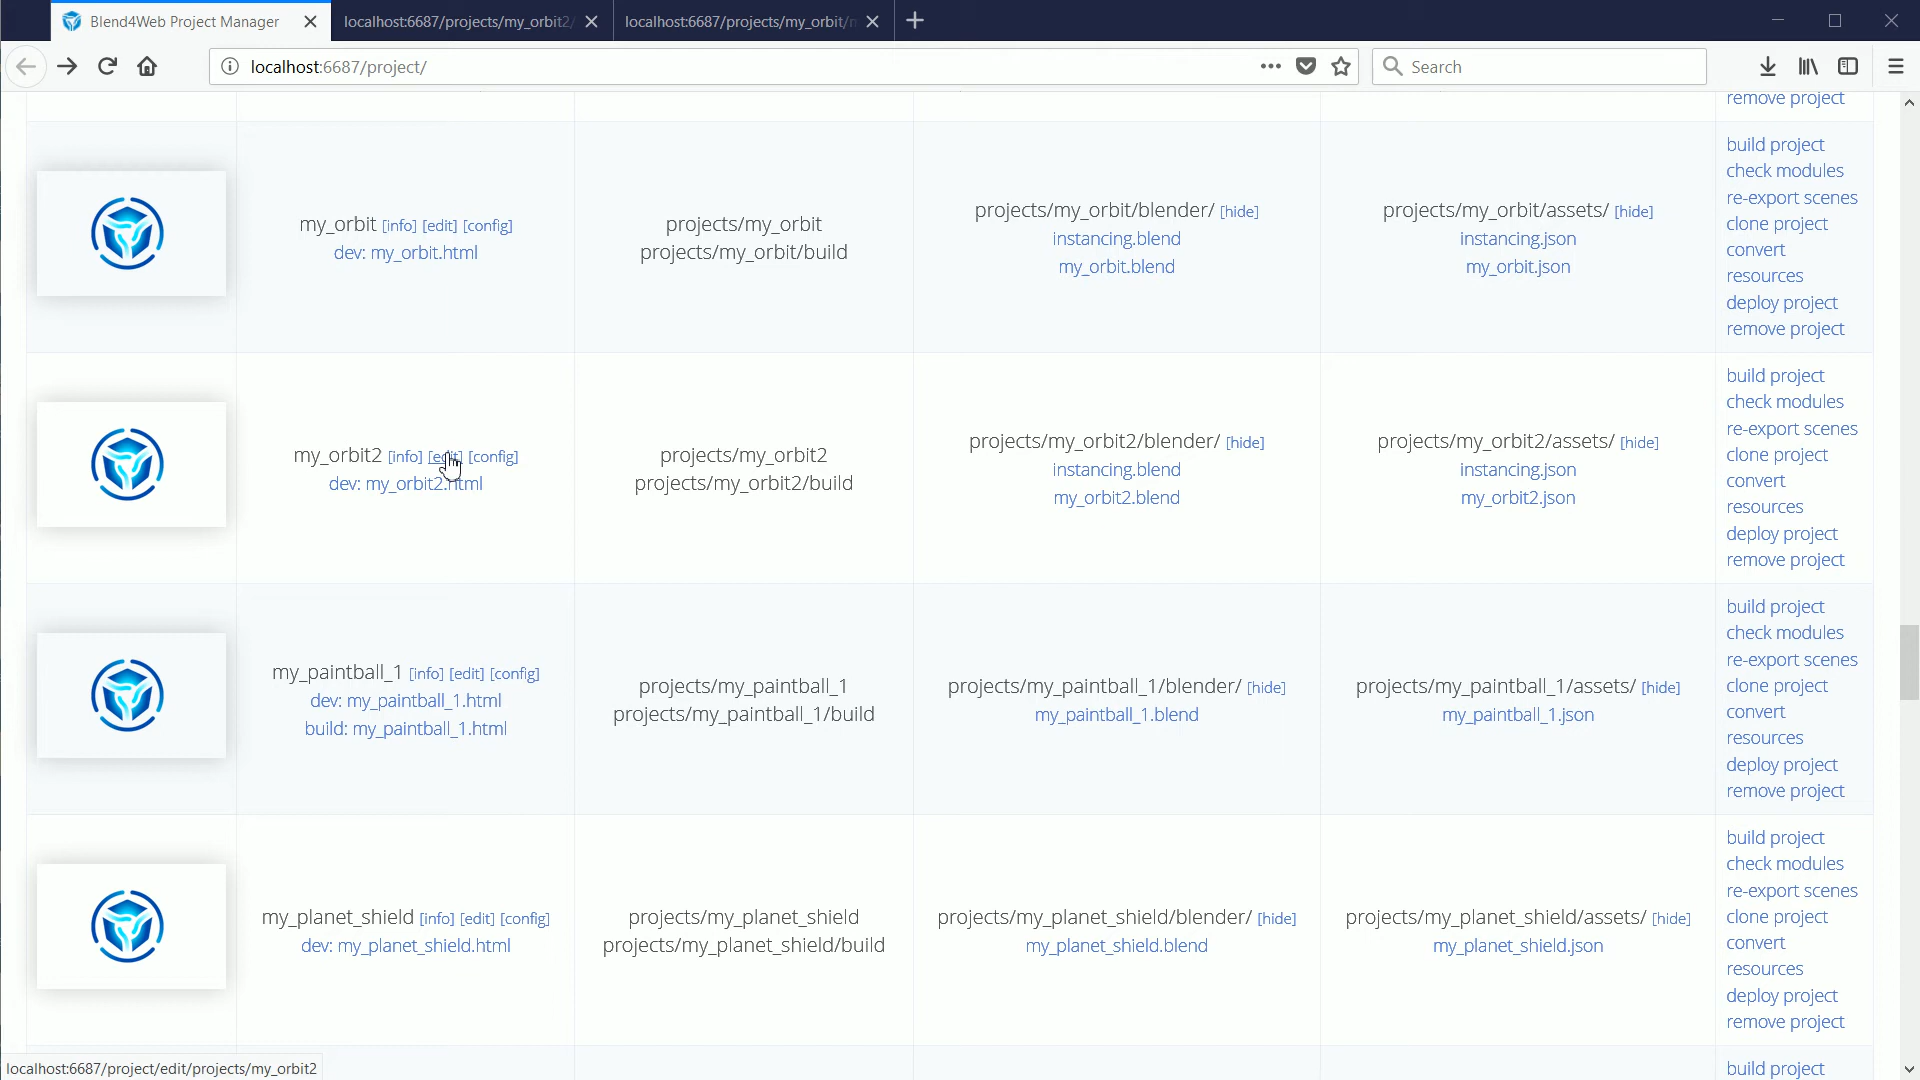 Blend4Web Project Manager
localhost:6687/projects/my_orbit2/
localhost:6687/projects/my_orbit/m
localhost:6687/project/
Search
remove project
my_orbit [info] [edit] [config]
dev: my_orbit.html
projects/my_orbit
projects/my_orbit/build
projects/my_orbit/blender/ [hide]
instancing.blend
my_orbit.blend
projects/my_orbit/assets/ [hide]
instancing.json
my_orbit.json
build project
check modules
re-export scenes
clone project
convert
resources
deploy project
remove project
my_orbit2 [info] [edit] [config]
dev: my_orbit2.html
projects/my_orbit2
projects/my_orbit2/build
projects/my_orbit2/blender/ [hide]
instancing.blend
my_orbit2.blend
projects/my_orbit2/assets/ [hide]
instancing.json
my_orbit2.json
build project
check modules
re-export scenes
clone project
convert
resources
deploy project
remove project
my_paintball_1 [info] [edit] [config]
dev: my_paintball_1.html
build: my_paintball_1.html
projects/my_paintball_1
projects/my_paintball_1/build
projects/my_paintball_1/blender/ [hide]
my_paintball_1.blend
projects/my_paintball_1/assets/ [hide]
my_paintball_1.json
build project
check modules
re-export scenes
clone project
convert
resources
deploy project
remove project
my_planet_shield [info] [edit] [config]
dev: my_planet_shield.html
projects/my_planet_shield
projects/my_planet_shield/build
projects/my_planet_shield/blender/ [hide]
my_planet_shield.blend
projects/my_planet_shield/assets/ [hide]
my_planet_shield.json
build project
check modules
re-export scenes
clone project
convert
resources
deploy project
remove project
build project
localhost:6687/project/edit/projects/my_orbit2